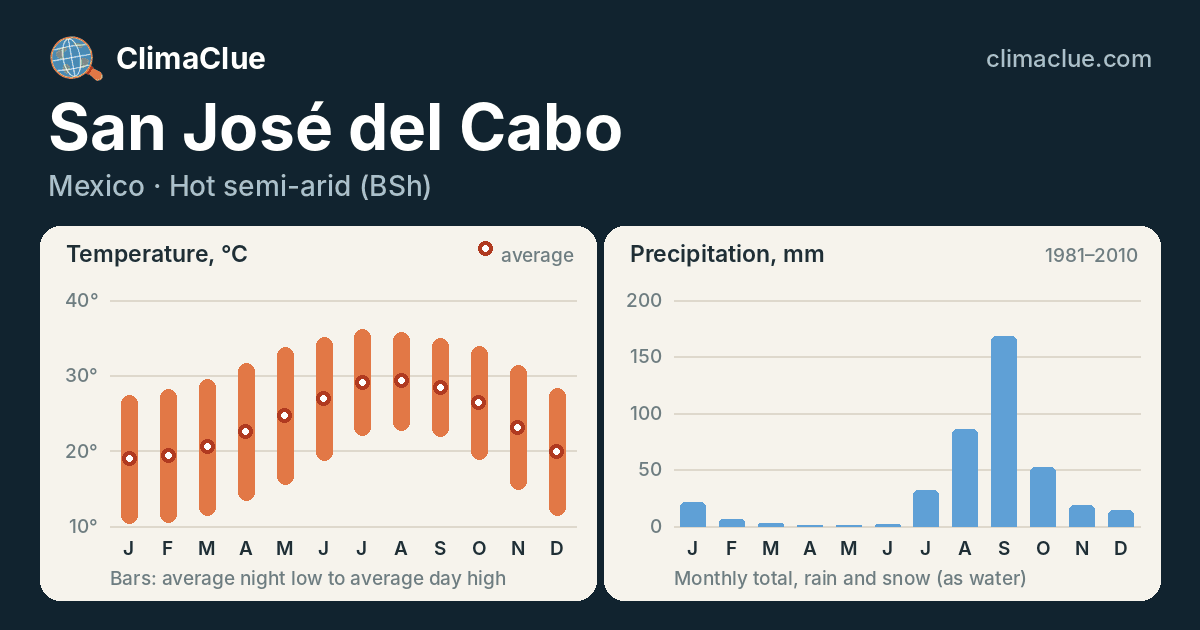 ClimaClue
climaclue.com
San José del Cabo
Mexico · Hot semi-arid (BSh)
Temperature, °C
average
40°
30°
20°
10°
J F M A M J J A S O N D
Bars: average night low to average day high
Precipitation, mm
1981–2010
200
150
100
50
0
J F M A M J J A S O N D
Monthly total, rain and snow (as water)